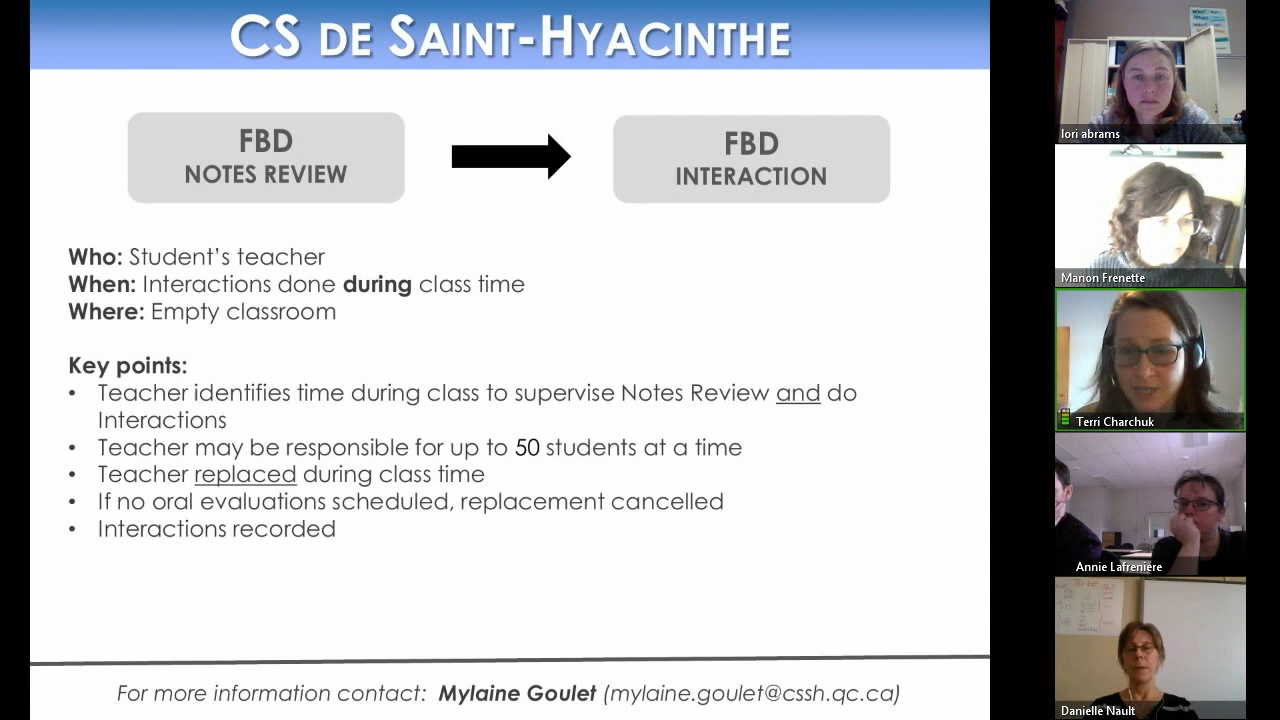 CS DE SAINT-HYACINTHE
FBD
NOTES REVIEW
FBD
INTERACTION
Who: Student's teacher
When: Interactions done during class time
Where: Empty classroom
Key points:
• Teacher identifies time during class to supervise Notes Review and do
Interactions
• Teacher may be responsible for up to 50 students at a time
• Teacher replaced during class time
• If no oral evaluations scheduled, replacement cancelled
• Interactions recorded
For more information contact: Mylaine Goulet (mylaine.goulet@cssh.qc.ca)
lori abrams
Manon Frenette
Terri Charchuk
Annie Lafreniere
Danielle Nault